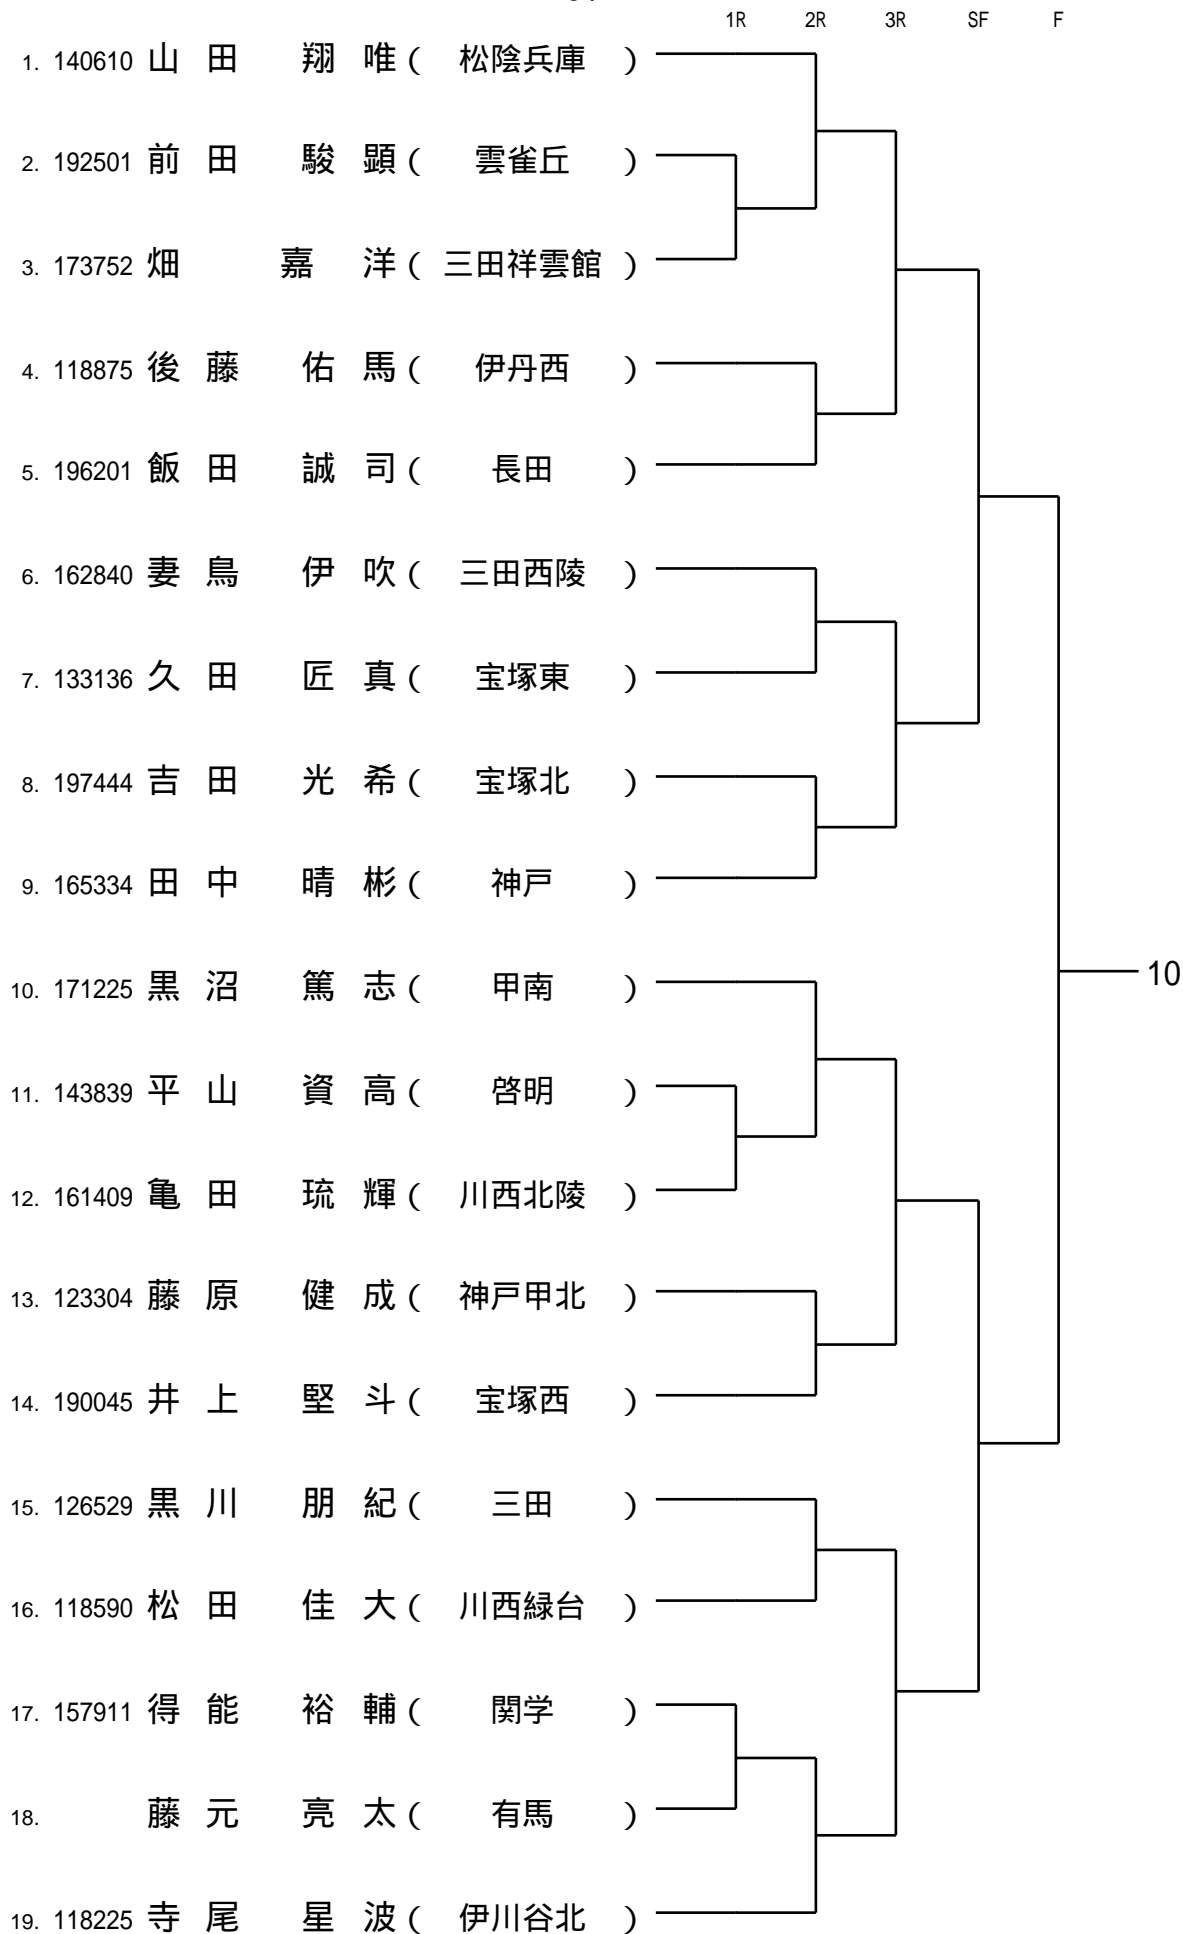 1R 2R 3R SF F
1. 140610 山田 翔唯 ( 松陰兵庫 )
2. 192501 前田 駿顕 ( 雲雀丘 )
3. 173752 畑 嘉洋 ( 三田祥雲館 )
4. 118875 後藤 佑馬 ( 伊丹西 )
5. 196201 飯田 誠司 ( 長田 )
6. 162840 妻鳥 伊吹 ( 三田西陵 )
7. 133136 久田 匠真 ( 宝塚東 )
8. 197444 吉田 光希 ( 宝塚北 )
9. 165334 田中 晴彬 ( 神戸 )
10
10. 171225 黒沼 篤志 ( 甲南 )
11. 143839 平山 資高 ( 啓明 )
12. 161409 亀田 琉輝 ( 川西北陵 )
13. 123304 藤原 健成 ( 神戸甲北 )
14. 190045 井上 堅斗 ( 宝塚西 )
15. 126529 黒川 朋紀 ( 三田 )
16. 118590 松田 佳大 ( 川西緑台 )
17. 157911 得能 裕輔 ( 関学 )
18. 藤元 亮太 ( 有馬 )
19. 118225 寺尾 星波 ( 伊川谷北 )